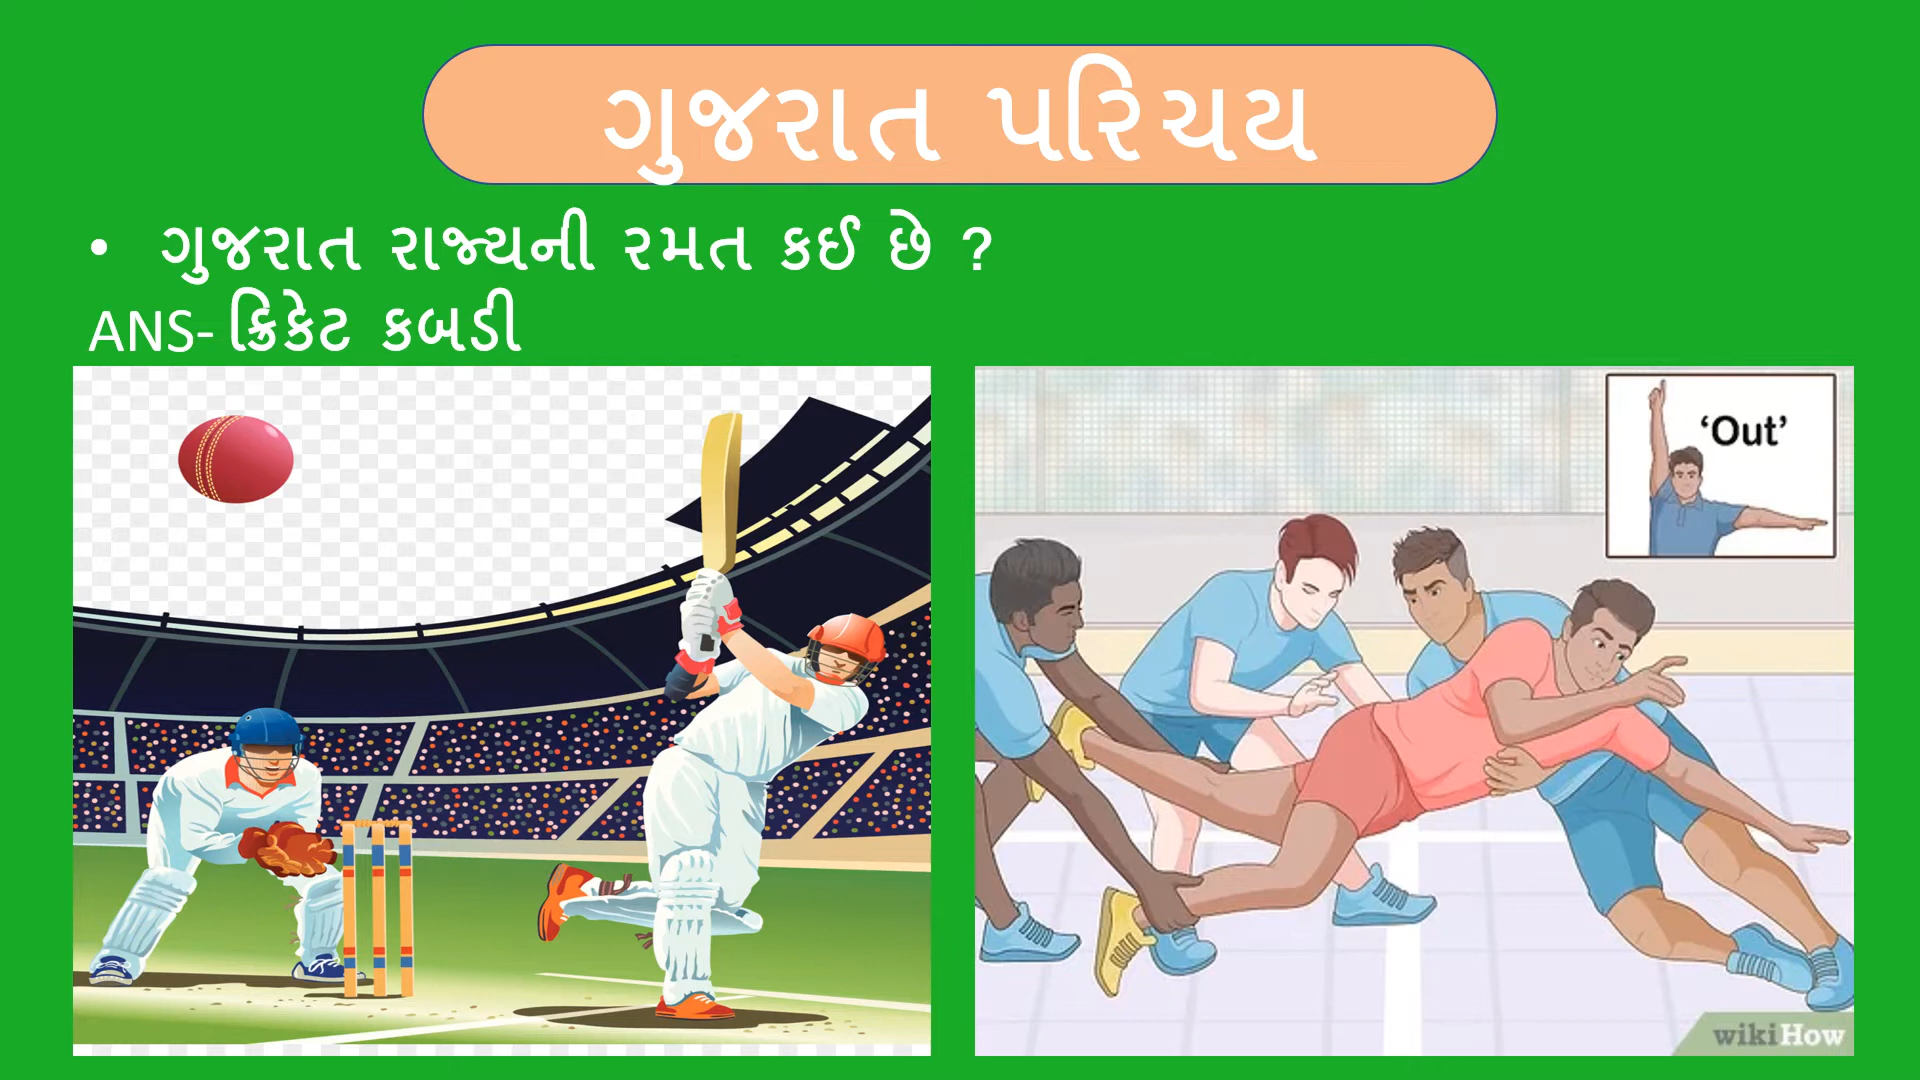 ગુજરાત પરિચય
• ગુજરાત રાજ્યની રમત કઈ છે ?
ANS- ક્રિકેટ કબડી
‘Out’
wikiHow